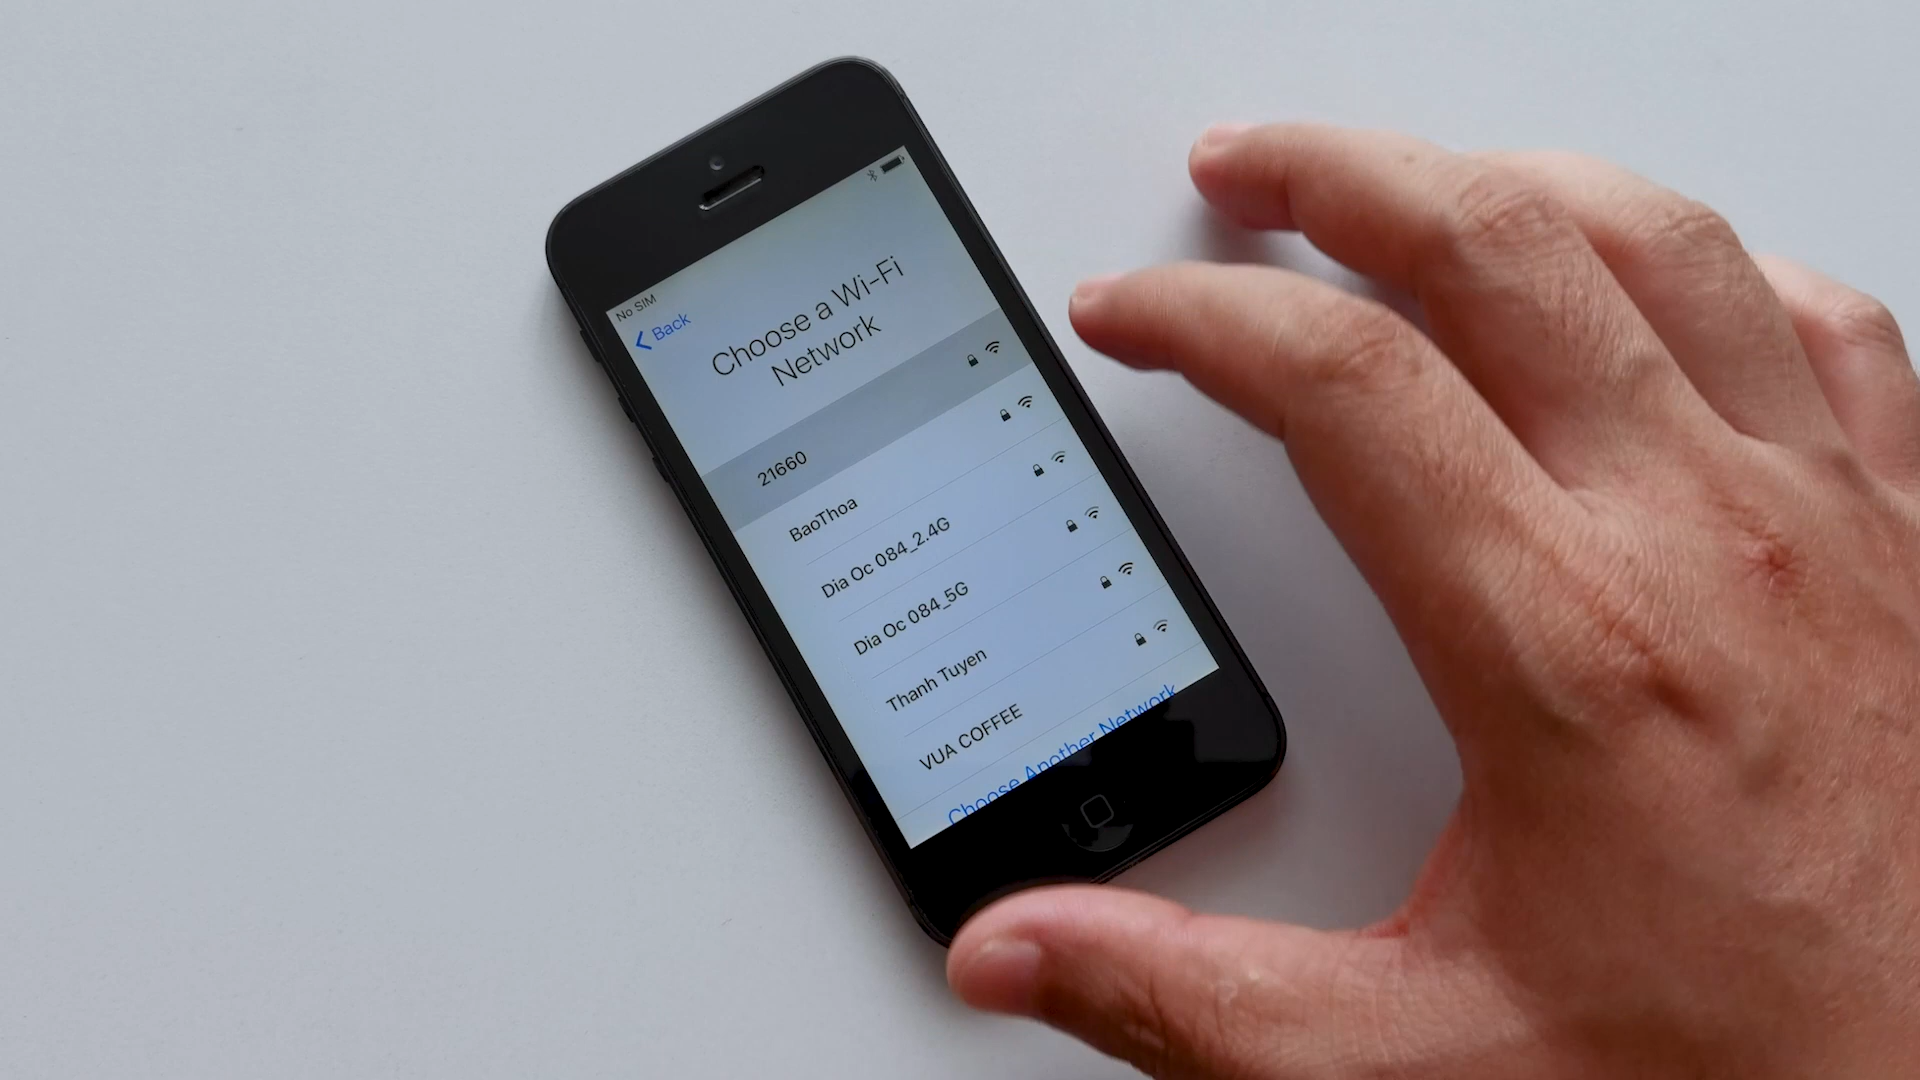 No SIM
Back
Choose a Wi-Fi
Network
21660
BaoThoa
Dia Oc 084_2.4G
Dia Oc 084_5G
Thanh Tuyen
VUA COFFEE
Choose Another Network